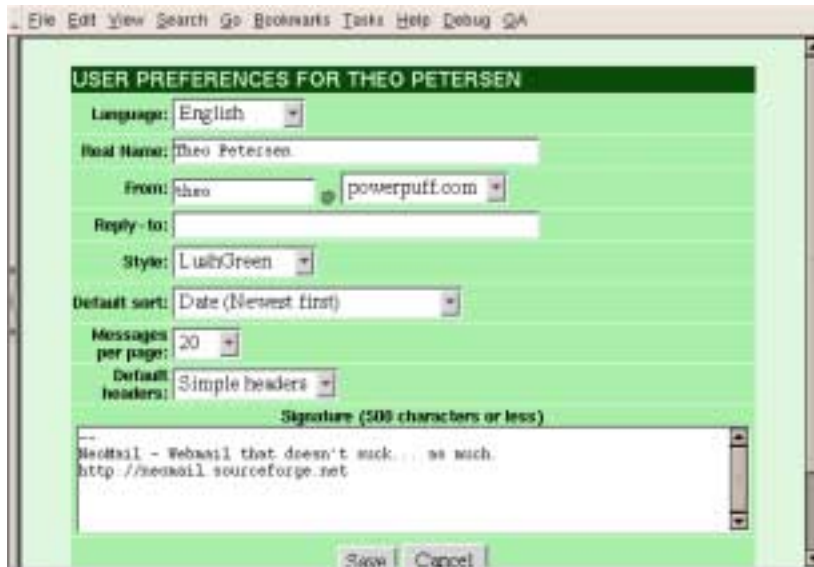 File Edit View Search Go Bookmarks Tasks Help Debug QA
USER PREFERENCES FOR THEO PETERSEN
Language: English
Real Name: Theo Petersen
From: theo @ powerpuff.com
Reply-to:
Style: LushGreen
Default sort: Date (Newest first)
Messages
per page: 20
Default
headers: Simple headers
Signature (500 characters or less)
--
NeoMail - Webmail that doesn't suck... as much.
http://neomail.sourceforge.net
Save Cancel